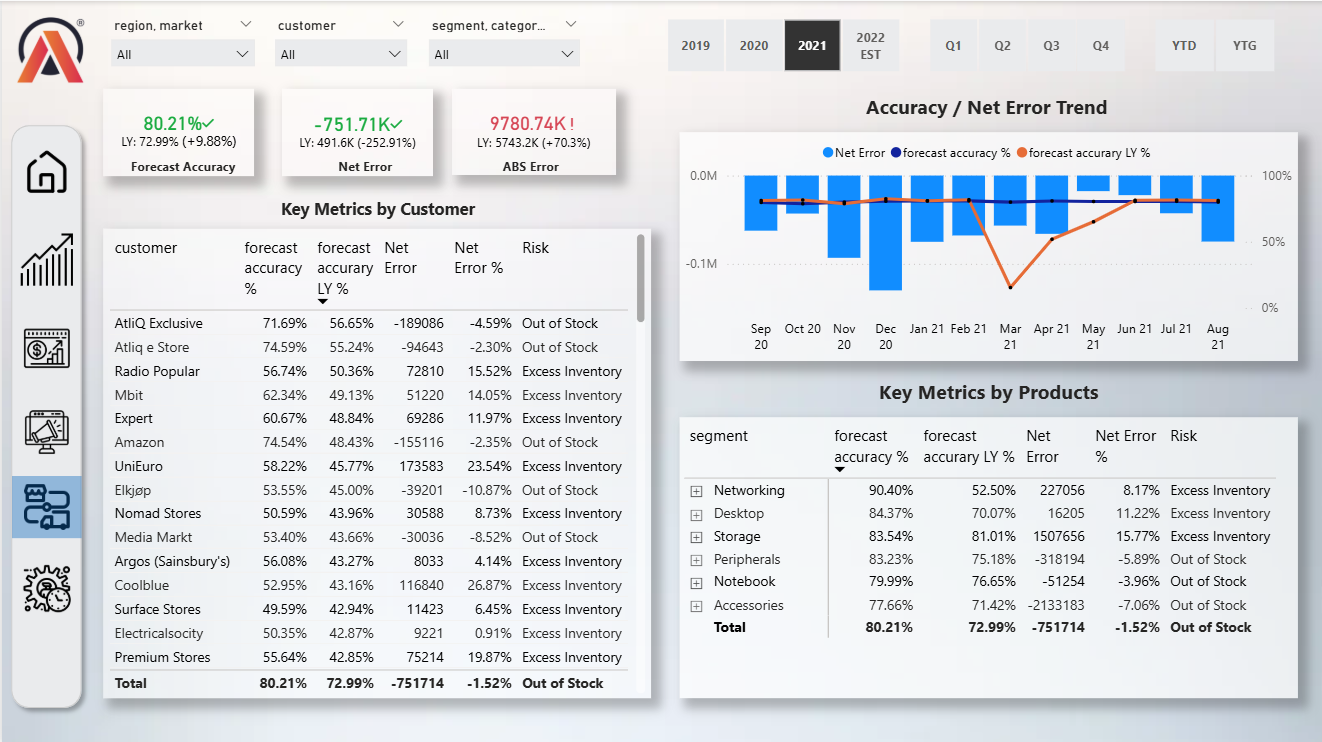 region, market
customer
segment, categor...
All
All
All
2019
2020
2021
2022
EST
Q1
Q2
Q3
Q4
YTD
YTG
80.21%✓
LY: 72.99% (+9.88%)
Forecast Accuracy
-751.71K✓
LY: 491.6K (-252.91%)
Net Error
9780.74K !
LY: 5743.2K (+70.3%)
ABS Error
Accuracy / Net Error Trend
Net Error forecast accuracy % forecast accurary LY %
0.0M
-0.1M
100%
50%
0%
Sep 20
Oct 20
Nov 20
Dec 20
Jan 21
Feb 21
Mar 21
Apr 21
May 21
Jun 21
Jul 21
Aug 21
Key Metrics by Customer
customer forecast accuracy % forecast accurary LY % Net Error Net Error % Risk
AtliQ Exclusive 71.69% 56.65% -189086 -4.59% Out of Stock
Atliq e Store 74.59% 55.24% -94643 -2.30% Out of Stock
Radio Popular 56.74% 50.36% 72810 15.52% Excess Inventory
Mbit 62.34% 49.13% 51220 14.05% Excess Inventory
Expert 60.67% 48.84% 69286 11.97% Excess Inventory
Amazon 74.54% 48.43% -155116 -2.35% Out of Stock
UniEuro 58.22% 45.77% 173583 23.54% Excess Inventory
Elkjøp 53.55% 45.00% -39201 -10.87% Out of Stock
Nomad Stores 50.59% 43.96% 30588 8.73% Excess Inventory
Media Markt 53.40% 43.66% -30036 -8.52% Out of Stock
Argos (Sainsbury's) 56.08% 43.27% 8033 4.14% Excess Inventory
Coolblue 52.95% 43.16% 116840 26.87% Excess Inventory
Surface Stores 49.59% 42.94% 11423 6.45% Excess Inventory
Electricalsocity 50.35% 42.87% 9221 0.91% Excess Inventory
Premium Stores 55.64% 42.85% 75214 19.87% Excess Inventory
Total 80.21% 72.99% -751714 -1.52% Out of Stock
Key Metrics by Products
segment forecast accuracy % forecast accurary LY % Net Error Net Error % Risk
Networking 90.40% 52.50% 227056 8.17% Excess Inventory
Desktop 84.37% 70.07% 16205 11.22% Excess Inventory
Storage 83.54% 81.01% 1507656 15.77% Excess Inventory
Peripherals 83.23% 75.18% -318194 -5.89% Out of Stock
Notebook 79.99% 76.65% -51254 -3.96% Out of Stock
Accessories 77.66% 71.42% -2133183 -7.06% Out of Stock
Total 80.21% 72.99% -751714 -1.52% Out of Stock